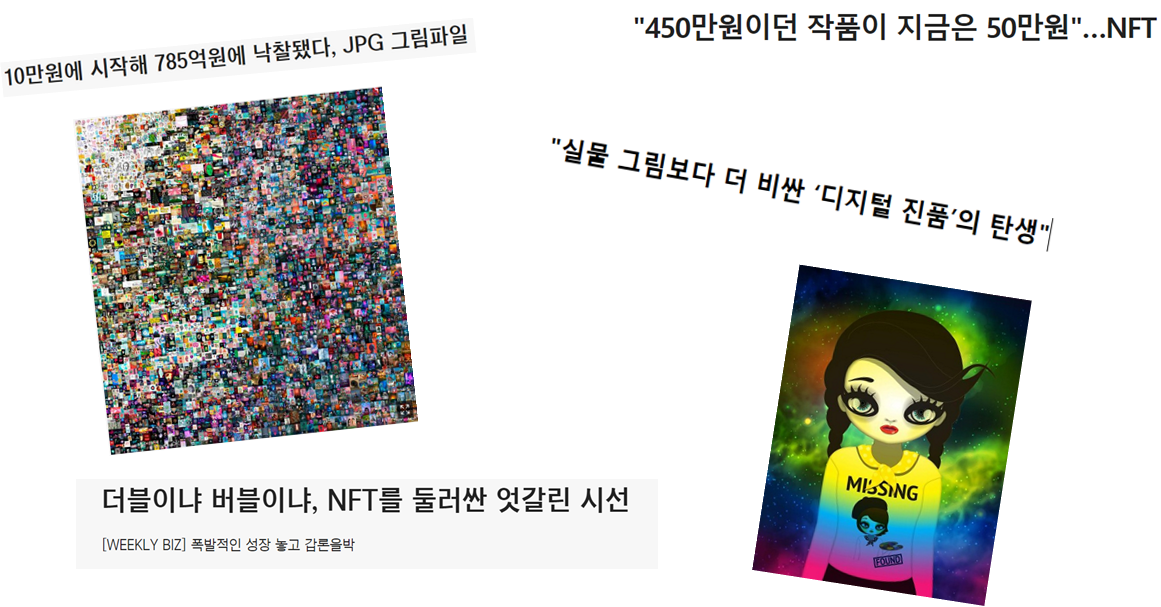 "450만원이던 작품이 지금은 50만원"...NFT
10만원에 시작해 785억원에 낙찰됐다, JPG 그림파일
"실물 그림보다 더 비싼 ‘디지털 진품’의 탄생"
MISSING
FOUND
더블이냐 버블이냐, NFT를 둘러싼 엇갈린 시선
[WEEKLY BIZ] 폭발적인 성장 놓고 갑론을박